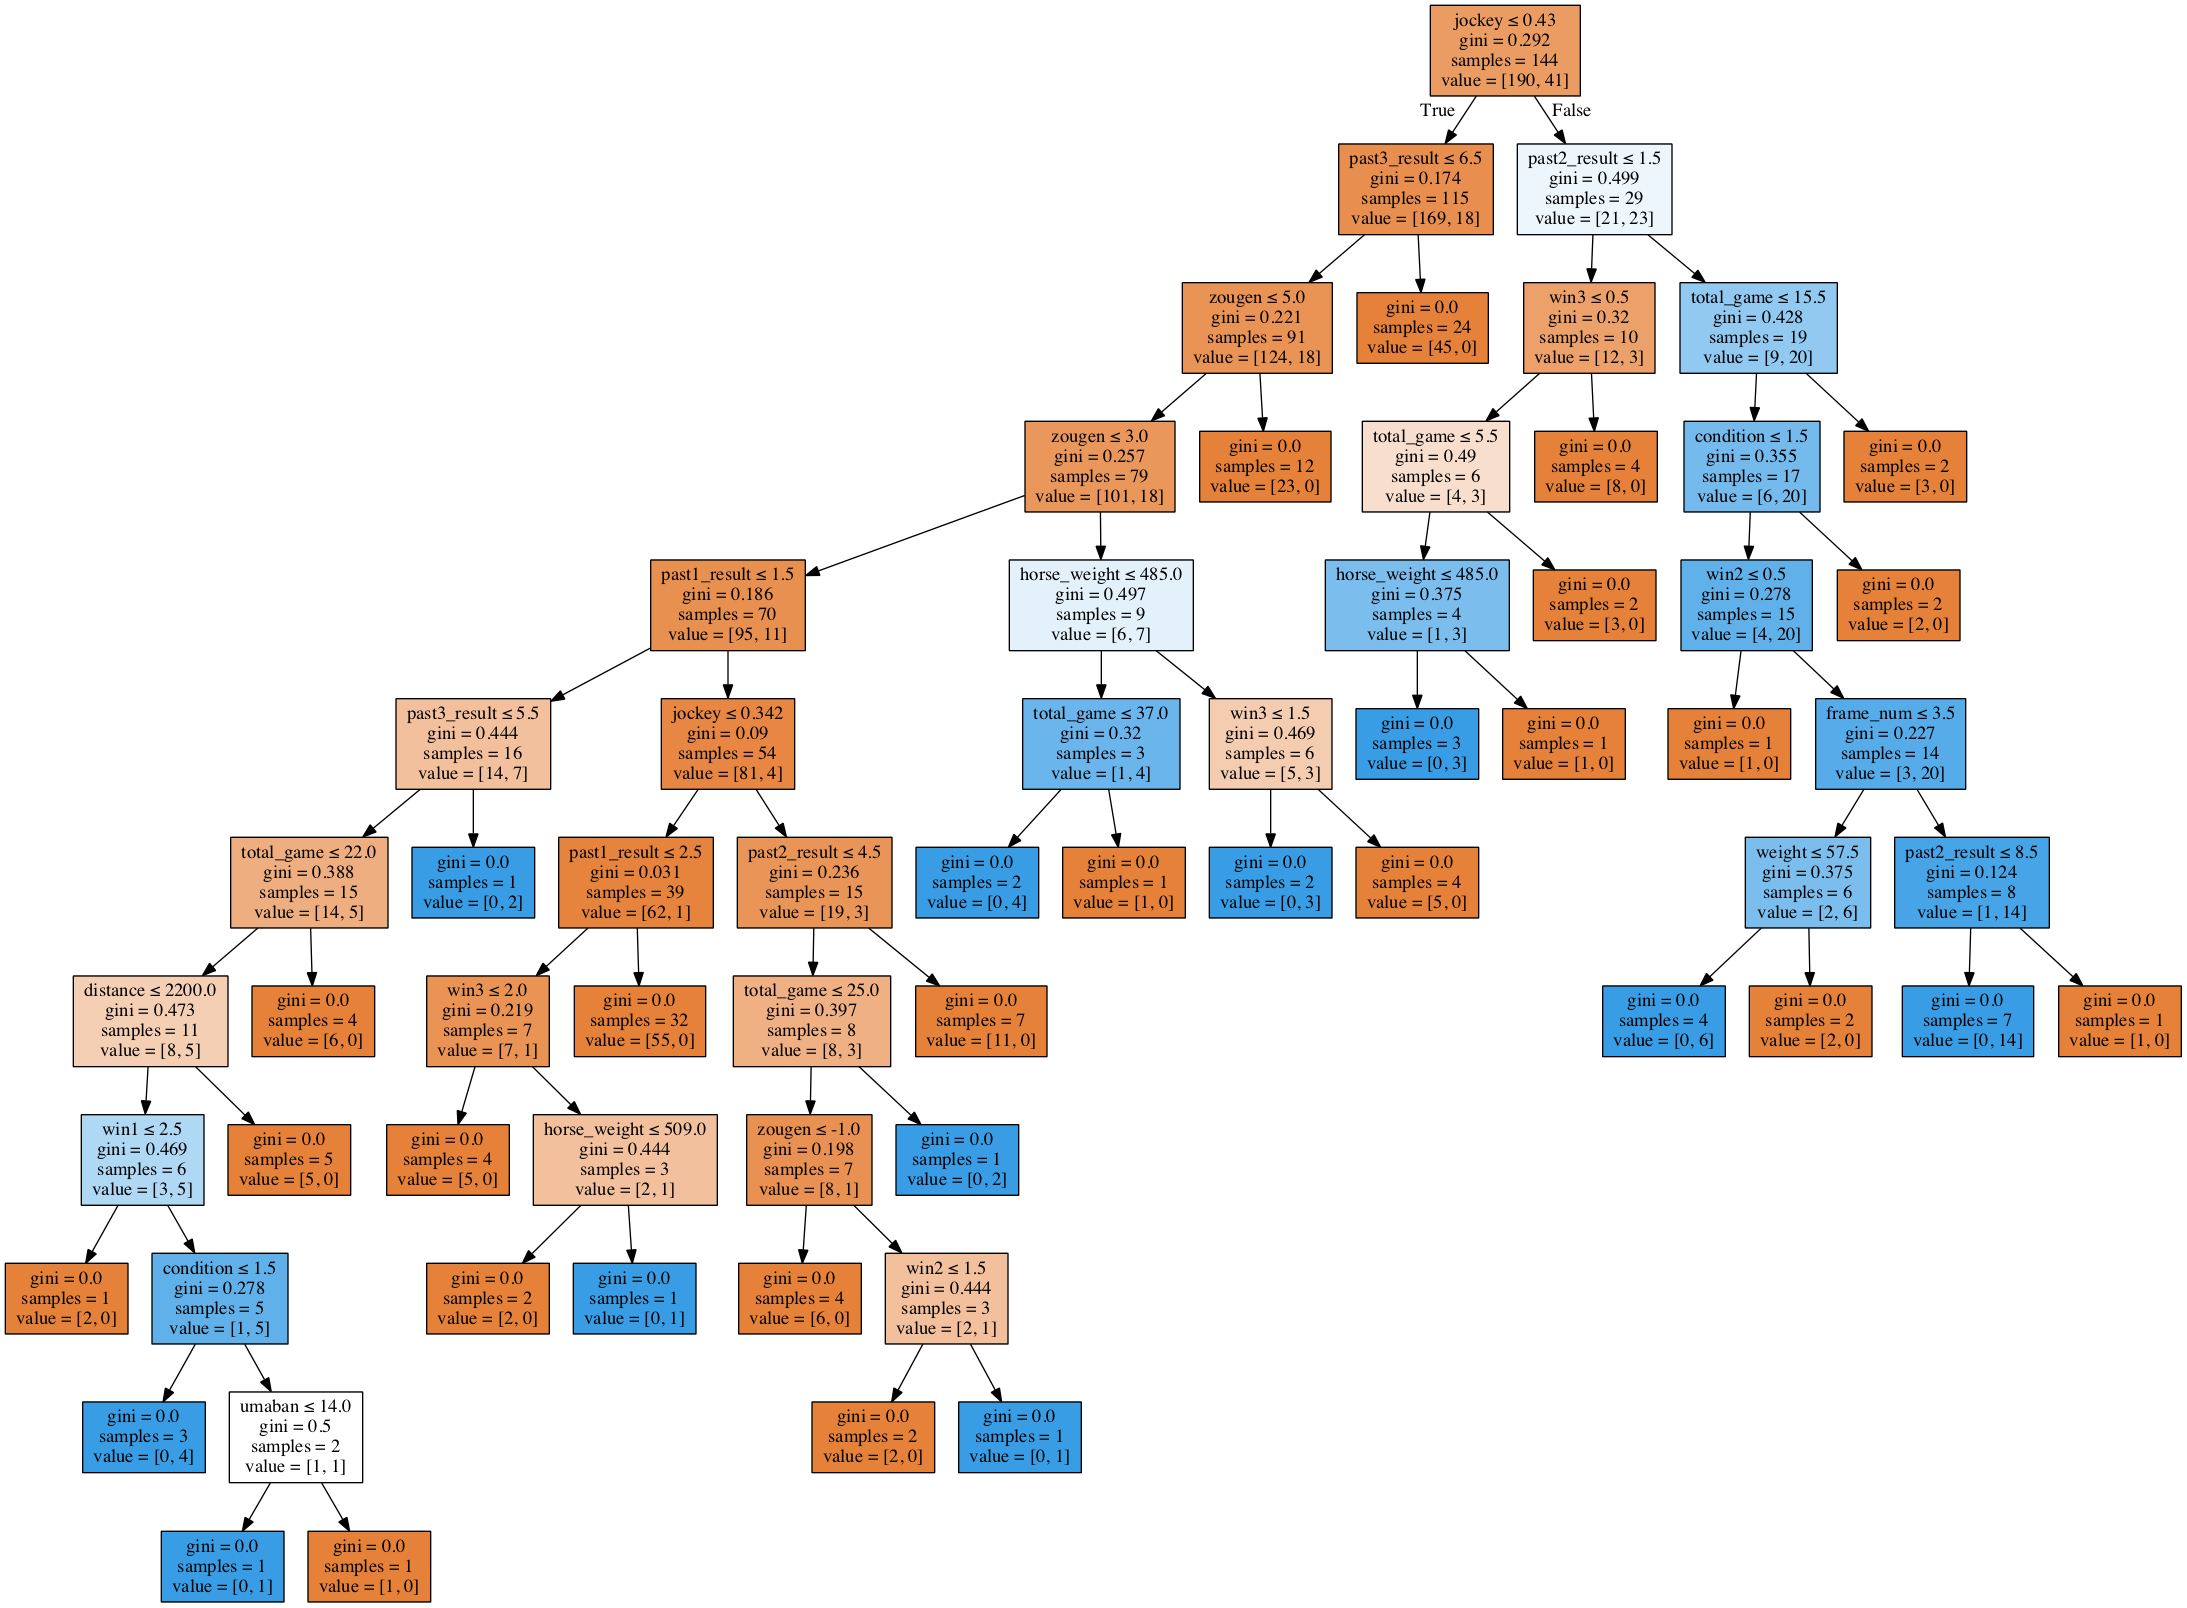 jockey ≤ 0.43
gini = 0.292
samples = 144
value = [190, 41]
True
False
past3_result ≤ 6.5
gini = 0.174
samples = 115
value = [169, 18]
past2_result ≤ 1.5
gini = 0.499
samples = 29
value = [21, 23]
zougen ≤ 5.0
gini = 0.221
samples = 91
value = [124, 18]
gini = 0.0
samples = 24
value = [45, 0]
win3 ≤ 0.5
gini = 0.32
samples = 10
value = [12, 3]
total_game ≤ 15.5
gini = 0.428
samples = 19
value = [9, 20]
zougen ≤ 3.0
gini = 0.257
samples = 79
value = [101, 18]
gini = 0.0
samples = 12
value = [23, 0]
total_game ≤ 5.5
gini = 0.49
samples = 6
value = [4, 3]
gini = 0.0
samples = 4
value = [8, 0]
condition ≤ 1.5
gini = 0.355
samples = 17
value = [6, 20]
gini = 0.0
samples = 2
value = [3, 0]
past1_result ≤ 1.5
gini = 0.186
samples = 70
value = [95, 11]
horse_weight ≤ 485.0
gini = 0.497
samples = 9
value = [6, 7]
horse_weight ≤ 485.0
gini = 0.375
samples = 4
value = [1, 3]
gini = 0.0
samples = 2
value = [3, 0]
win2 ≤ 0.5
gini = 0.278
samples = 15
value = [4, 20]
gini = 0.0
samples = 2
value = [2, 0]
past3_result ≤ 5.5
gini = 0.444
samples = 16
value = [14, 7]
jockey ≤ 0.342
gini = 0.09
samples = 54
value = [81, 4]
total_game ≤ 37.0
gini = 0.32
samples = 3
value = [1, 4]
win3 ≤ 1.5
gini = 0.469
samples = 6
value = [5, 3]
gini = 0.0
samples = 3
value = [0, 3]
gini = 0.0
samples = 1
value = [1, 0]
gini = 0.0
samples = 1
value = [1, 0]
frame_num ≤ 3.5
gini = 0.227
samples = 14
value = [3, 20]
total_game ≤ 22.0
gini = 0.388
samples = 15
value = [14, 5]
gini = 0.0
samples = 1
value = [0, 2]
past1_result ≤ 2.5
gini = 0.031
samples = 39
value = [62, 1]
past2_result ≤ 4.5
gini = 0.236
samples = 15
value = [19, 3]
gini = 0.0
samples = 2
value = [0, 4]
gini = 0.0
samples = 1
value = [1, 0]
gini = 0.0
samples = 2
value = [0, 3]
gini = 0.0
samples = 4
value = [5, 0]
weight ≤ 57.5
gini = 0.375
samples = 6
value = [2, 6]
past2_result ≤ 8.5
gini = 0.124
samples = 8
value = [1, 14]
distance ≤ 2200.0
gini = 0.473
samples = 11
value = [8, 5]
gini = 0.0
samples = 4
value = [6, 0]
win3 ≤ 2.0
gini = 0.219
samples = 7
value = [7, 1]
gini = 0.0
samples = 32
value = [55, 0]
total_game ≤ 25.0
gini = 0.397
samples = 8
value = [8, 3]
gini = 0.0
samples = 7
value = [11, 0]
gini = 0.0
samples = 4
value = [0, 6]
gini = 0.0
samples = 2
value = [2, 0]
gini = 0.0
samples = 7
value = [0, 14]
gini = 0.0
samples = 1
value = [1, 0]
win1 ≤ 2.5
gini = 0.469
samples = 6
value = [3, 5]
gini = 0.0
samples = 5
value = [5, 0]
gini = 0.0
samples = 4
value = [5, 0]
horse_weight ≤ 509.0
gini = 0.444
samples = 3
value = [2, 1]
zougen ≤ -1.0
gini = 0.198
samples = 7
value = [8, 1]
gini = 0.0
samples = 1
value = [0, 2]
gini = 0.0
samples = 1
value = [2, 0]
condition ≤ 1.5
gini = 0.278
samples = 5
value = [1, 5]
gini = 0.0
samples = 2
value = [2, 0]
gini = 0.0
samples = 1
value = [0, 1]
gini = 0.0
samples = 4
value = [6, 0]
win2 ≤ 1.5
gini = 0.444
samples = 3
value = [2, 1]
gini = 0.0
samples = 3
value = [0, 4]
umaban ≤ 14.0
gini = 0.5
samples = 2
value = [1, 1]
gini = 0.0
samples = 2
value = [2, 0]
gini = 0.0
samples = 1
value = [0, 1]
gini = 0.0
samples = 1
value = [0, 1]
gini = 0.0
samples = 1
value = [1, 0]